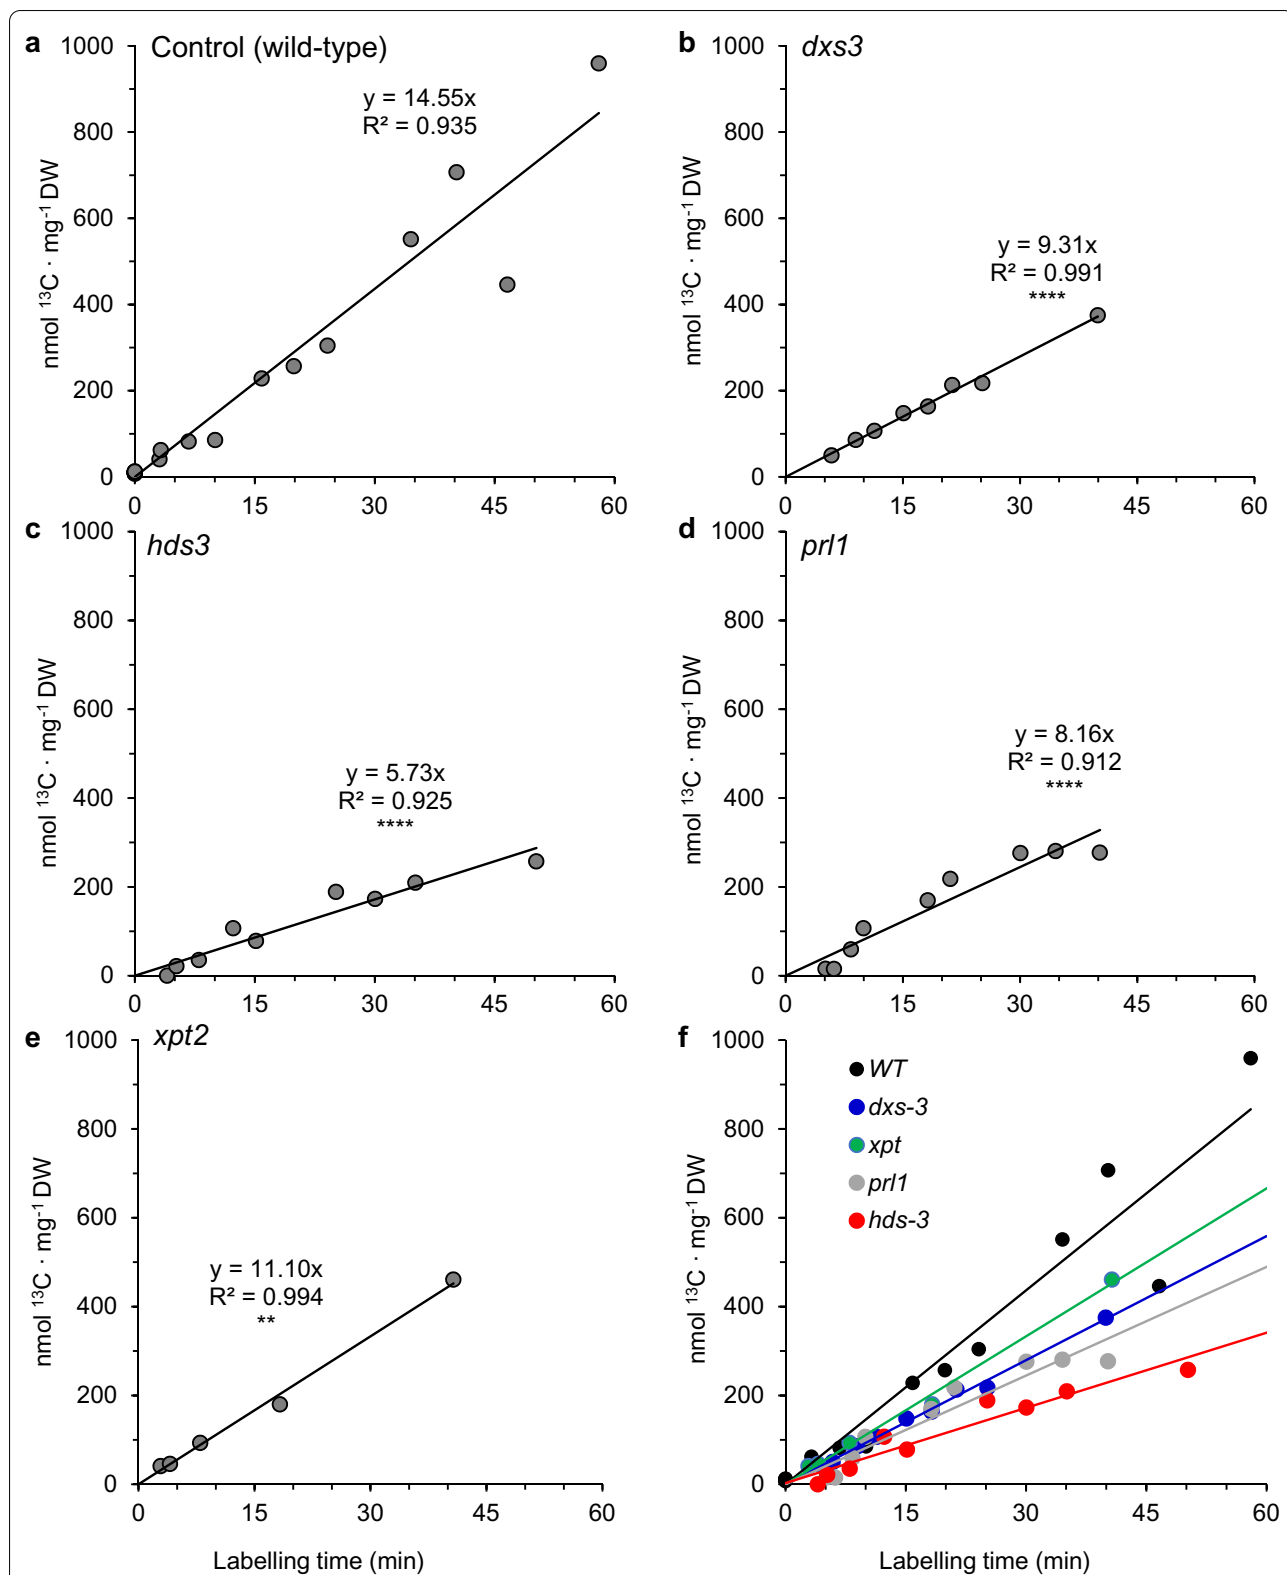 a Control (wild-type)
y = 14.55x
R² = 0.935
nmol ¹³C · mg⁻¹ DW
1000
800
600
400
200
0
0 15 30 45 60
b dxs3
y = 9.31x
R² = 0.991
****
nmol ¹³C · mg⁻¹ DW
1000
800
600
400
200
0
0 15 30 45 60
c hds3
y = 5.73x
R² = 0.925
****
nmol ¹³C · mg⁻¹ DW
1000
800
600
400
200
0
0 15 30 45 60
d prl1
y = 8.16x
R² = 0.912
****
nmol ¹³C · mg⁻¹ DW
1000
800
600
400
200
0
0 15 30 45 60
e xpt2
y = 11.10x
R² = 0.994
**
nmol ¹³C · mg⁻¹ DW
1000
800
600
400
200
0
0 15 30 45 60
Labelling time (min)
f
WT
dxs-3
xpt
prl1
hds-3
nmol ¹³C · mg⁻¹ DW
1000
800
600
400
200
0
0 15 30 45 60
Labelling time (min)